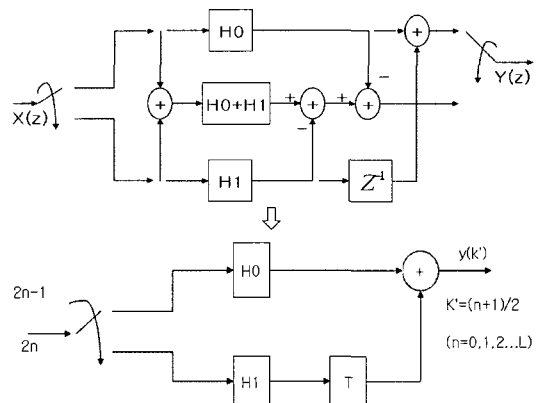 H0
+
X(z)
+
H0+H1
+
+
+
+
−
−
Y(z)
H1
Z⁻¹
H0
+
y(k')
2n-1
K'=(n+1)/2
2n
(n=0,1,2...L)
H1
T